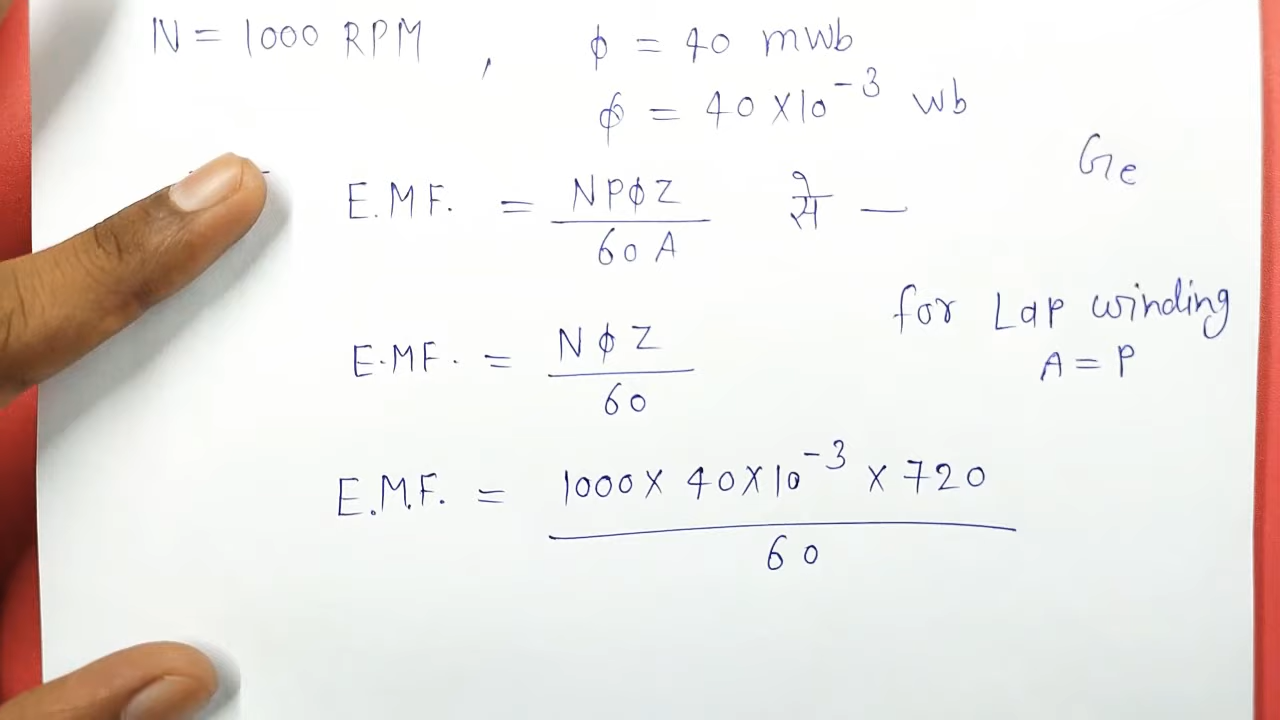 N = 1000 RPM , ϕ = 40 mwb
ϕ = 40 X 10⁻³ wb
Ge
E.M.F. = NPϕZ / 60 A से —
for Lap winding
A = P
E.M.F. = NϕZ / 60
E.M.F. = 1000 X 40 X 10⁻³ X 720 / 60